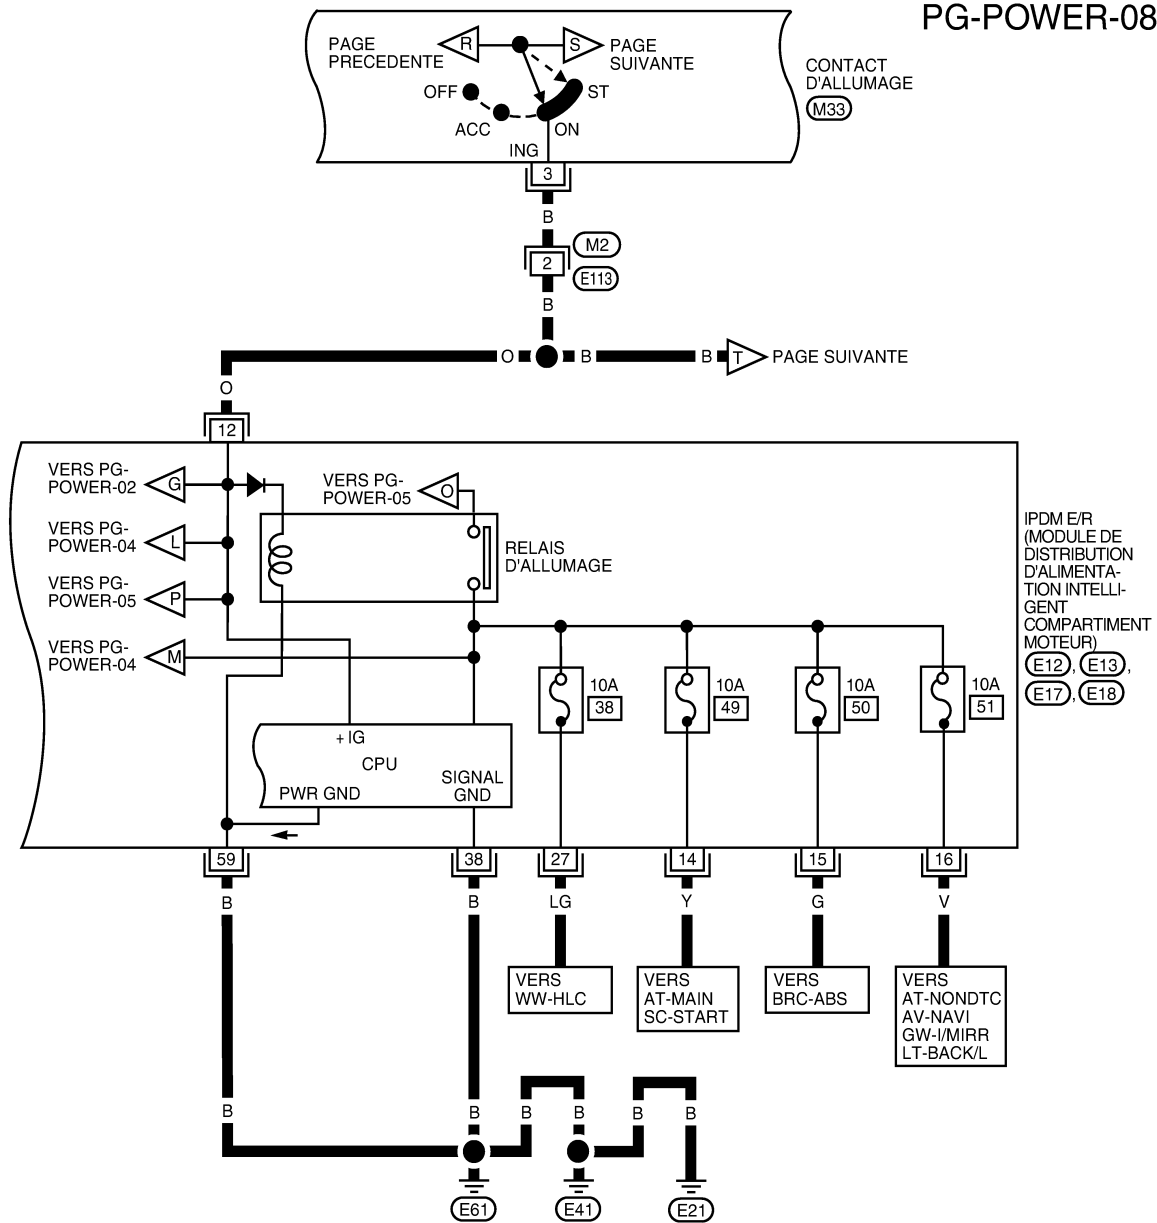 PG-POWER-08
PAGE
PRECEDENTE
R
S
PAGE
SUIVANTE
CONTACT
D'ALLUMAGE
M33
OFF
ST
ACC
ON
ING
3
B
M2
2
E113
B
O
B
B
T
PAGE SUIVANTE
O
12
VERS PG-
POWER-02
G
VERS PG-
POWER-05
O
VERS PG-
POWER-04
L
RELAIS
D'ALLUMAGE
VERS PG-
POWER-05
P
VERS PG-
POWER-04
M
IPDM E/R
(MODULE DE
DISTRIBUTION
D'ALIMENTA-
TION INTELLI-
GENT
COMPARTIMENT
MOTEUR)
E12, E13,
E17, E18
10A
38
10A
49
10A
50
10A
51
+ IG
CPU
SIGNAL
GND
PWR GND
59
38
27
14
15
16
B
B
LG
Y
G
V
VERS
WW-HLC
VERS
AT-MAIN
SC-START
VERS
BRC-ABS
VERS
AT-NONDTC
AV-NAVI
GW-I/MIRR
LT-BACK/L
B
B
B
B
B
B
E61
E41
E21